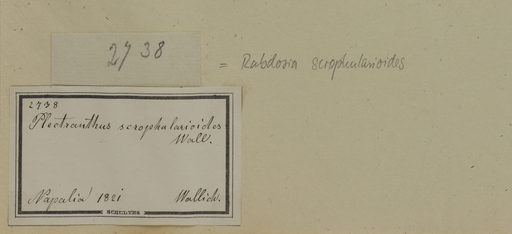 2738
= Rabdosia scrophularioides
2738
Plectranthus scrophularioides
Wall.
Napalia! 1821 Wallich.